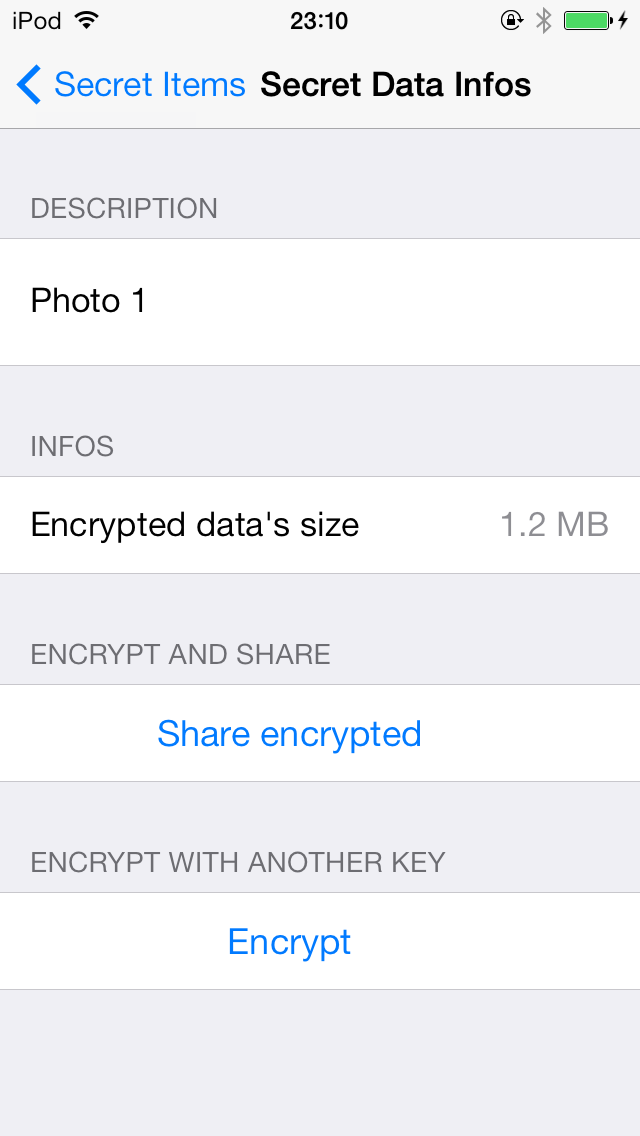 iPod 23:10
Secret Items Secret Data Infos
DESCRIPTION
Photo 1
INFOS
Encrypted data's size 1.2 MB
ENCRYPT AND SHARE
Share encrypted
ENCRYPT WITH ANOTHER KEY
Encrypt